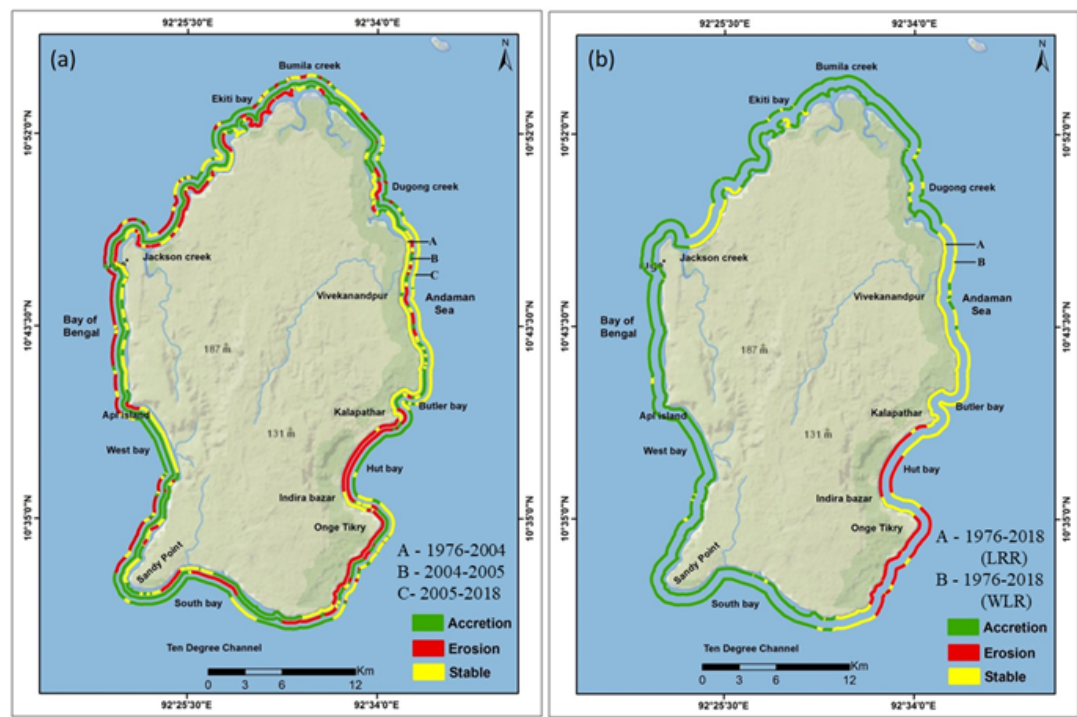 92°25'30"E
92°34'0"E
92°25'30"E
92°34'0"E
(a)
N
Bumila creek
Ekiti bay
10°52'0"N
10°52'0"N
Dugong creek
A
B
C
Jackson creek
Vivekanandpur
Andaman
Sea
Bay of
Bengal
10°43'30"N
10°43'30"N
187 m
Api island
Kalapathar
Butler bay
131 m
West bay
Hut bay
Indira bazar
10°35'0"N
10°35'0"N
Onge Tikry
Sandy Point
South bay
A - 1976-2004
B - 2004-2005
C- 2005-2018
Accretion
Erosion
Stable
Ten Degree Channel
Km
0 3 6 12
92°25'30"E
92°34'0"E
(b)
N
Bumila creek
Ekiti bay
10°52'0"N
10°52'0"N
Dugong creek
A
B
Jackson creek
Vivekanandpur
Andaman
Sea
Bay of
Bengal
10°43'30"N
10°43'30"N
187 m
Api island
Kalapathar
Butler bay
131 m
West bay
Hut bay
Indira bazar
10°35'0"N
10°35'0"N
Onge Tikry
Sandy Point
South bay
A - 1976-2018
(LRR)
B - 1976-2018
(WLR)
Accretion
Erosion
Stable
Ten Degree Channel
Km
0 3 6 12
92°25'30"E
92°34'0"E